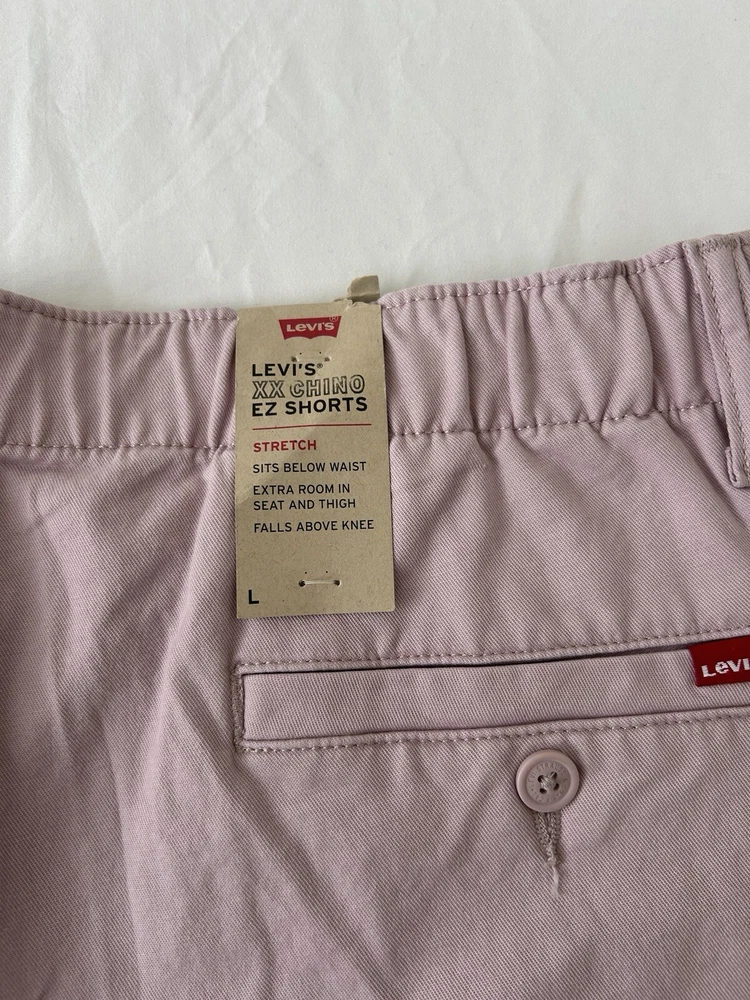 Levi's®
LEVI'S®
XX CHINO
EZ SHORTS
STRETCH
SITS BELOW WAIST
EXTRA ROOM IN
SEAT AND THIGH
FALLS ABOVE KNEE
L
LeVI